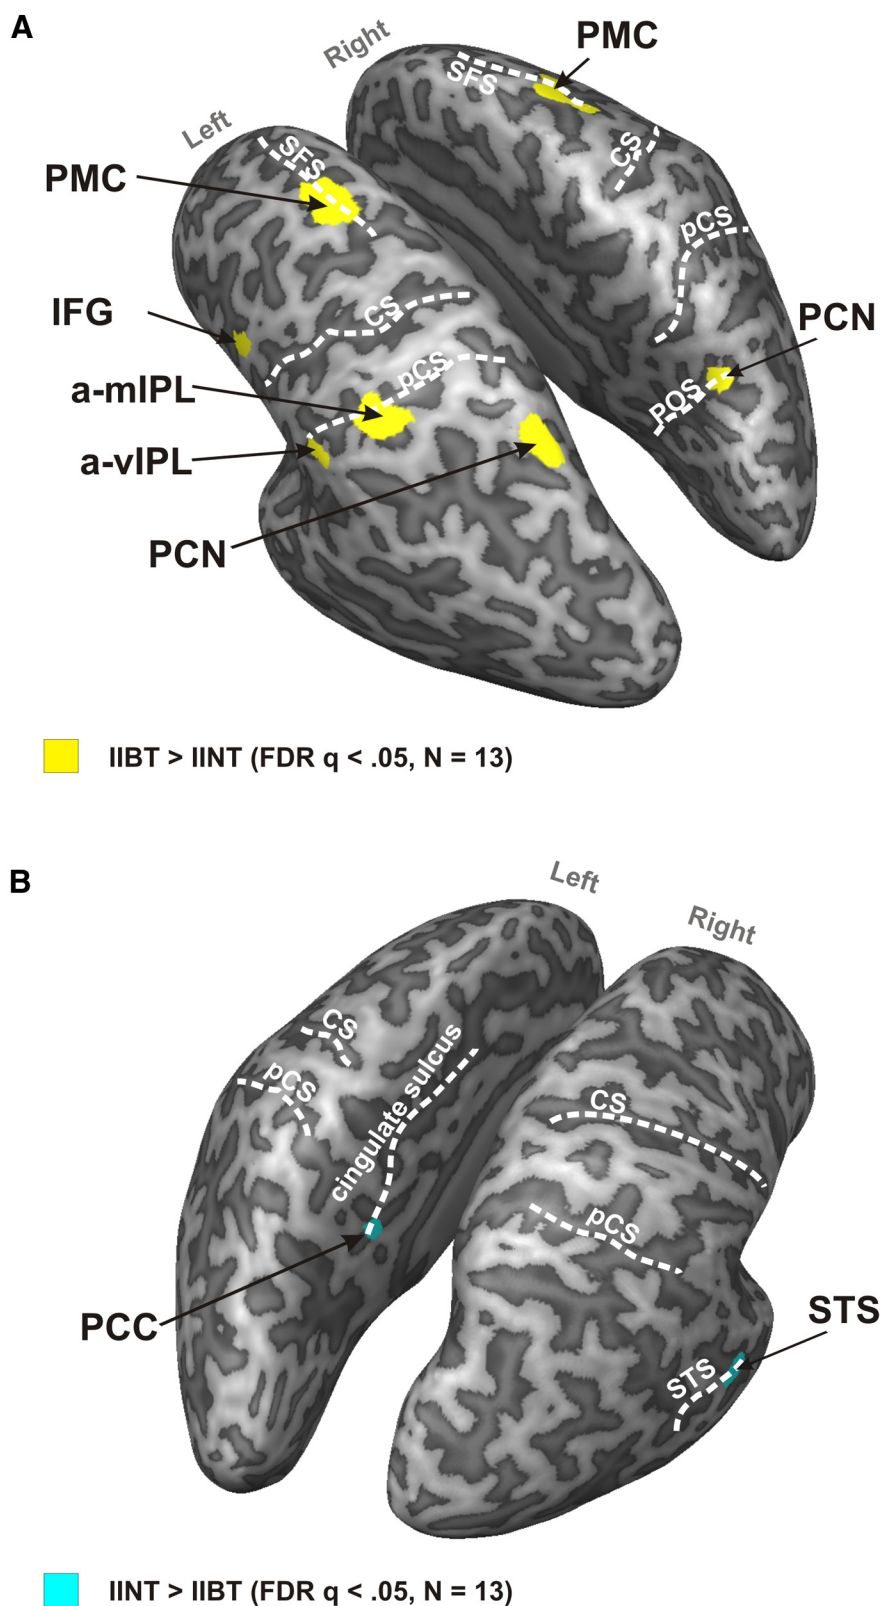 A
Right
PMC
SFS
Left
SFS
CS
PMC
pCS
IFG
CS
PCN
a-mIPL
pCS
POS
a-vIPL
PCN
IIBT > IINT (FDR q < .05, N = 13)
B
Left
Right
CS
cingulate sulcus
pCS
CS
pCS
PCC
STS
STS
IINT > IIBT (FDR q < .05, N = 13)